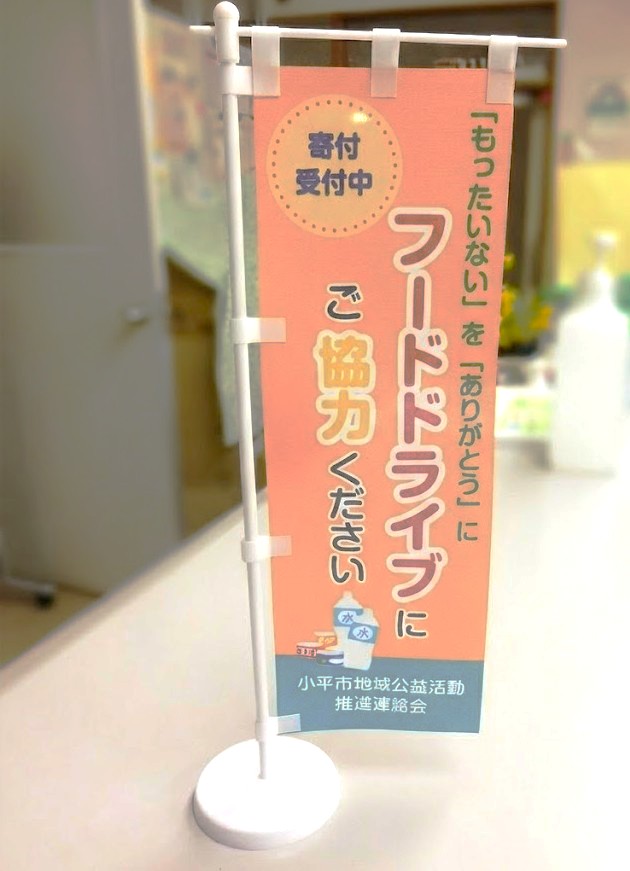 寄付
受付中
「もったいない」を「ありがとう」に
フードドライブに
ご協力ください
水
水
小平市地域公益活動
推進連絡会